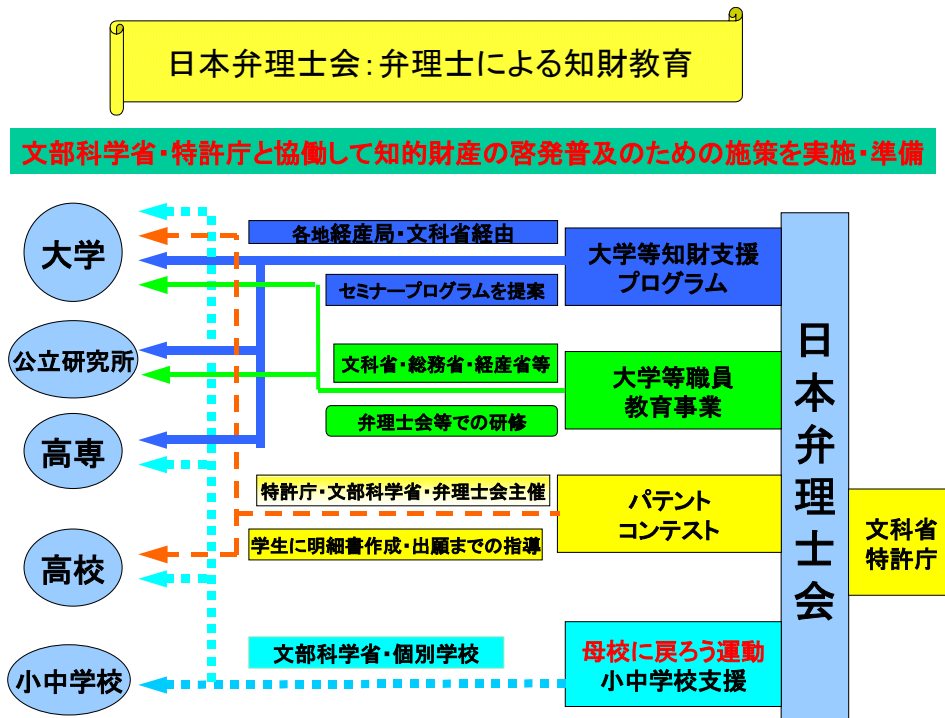 日本弁理士会：弁理士による知財教育
文部科学省・特許庁と協働して知的財産の啓発普及のための施策を実施・準備
大学
公立研究所
高専
高校
小中学校
各地経産局・文科省経由
セミナープログラムを提案
文科省・総務省・経産省等
弁理士会等での研修
特許庁・文部科学省・弁理士会主催
学生に明細書作成・出願までの指導
文部科学省・個別学校
大学等知財支援
プログラム
大学等職員
教育事業
パテント
コンテスト
母校に戻ろう運動
小中学校支援
日本弁理士会
文科省
特許庁